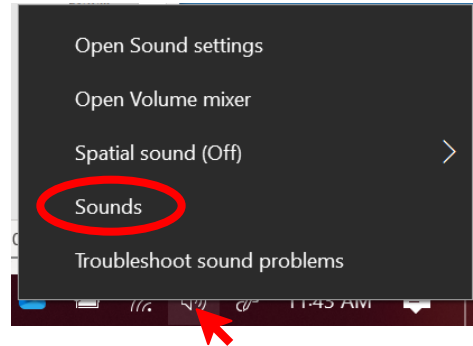 Open Sound settings
Open Volume mixer
Spatial sound (Off)
Sounds
Troubleshoot sound problems
11:43 AM